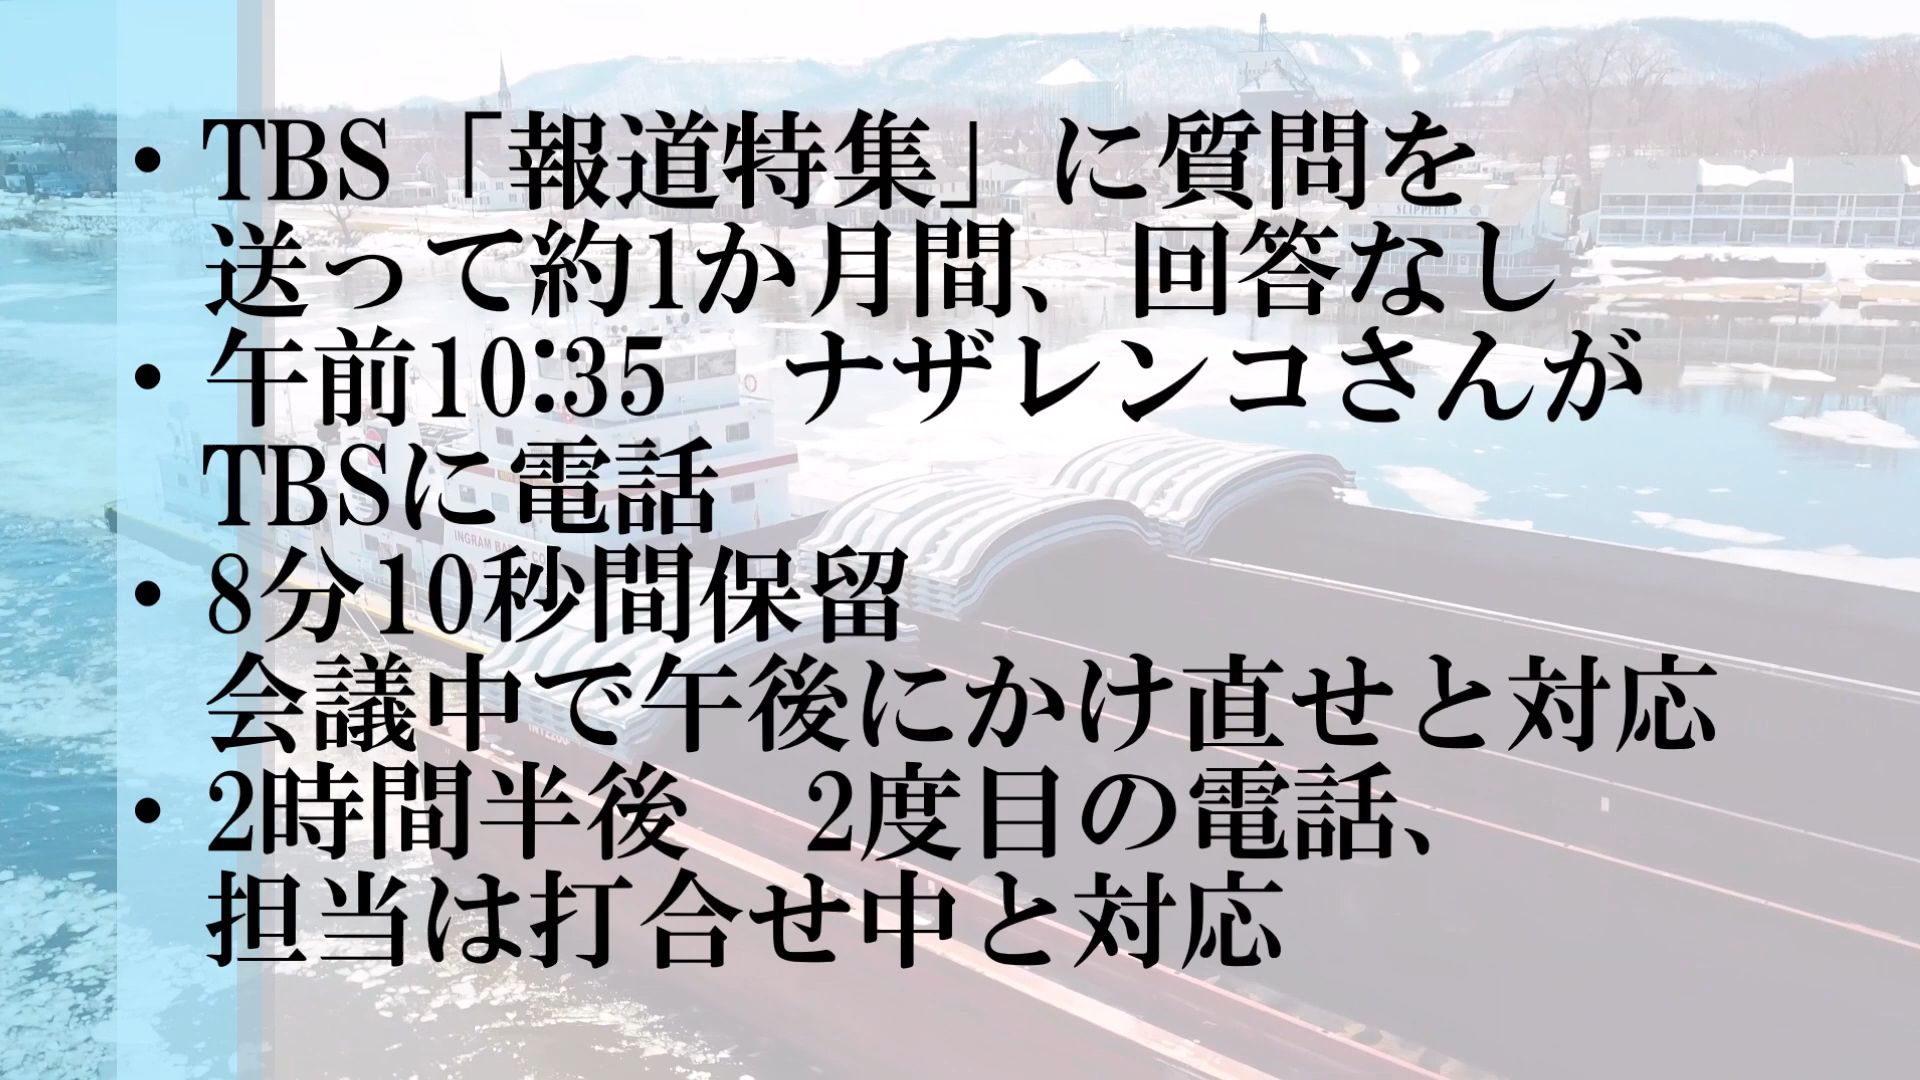 ・TBS「報道特集」に質問を
送って約1か月間、回答なし
・午前10:35　ナザレンコさんが
TBSに電話
・8分10秒間保留
会議中で午後にかけ直せと対応
・2時間半後　2度目の電話、
担当は打合せ中と対応
SLIPPERY'S
INGRAM BARGE CO